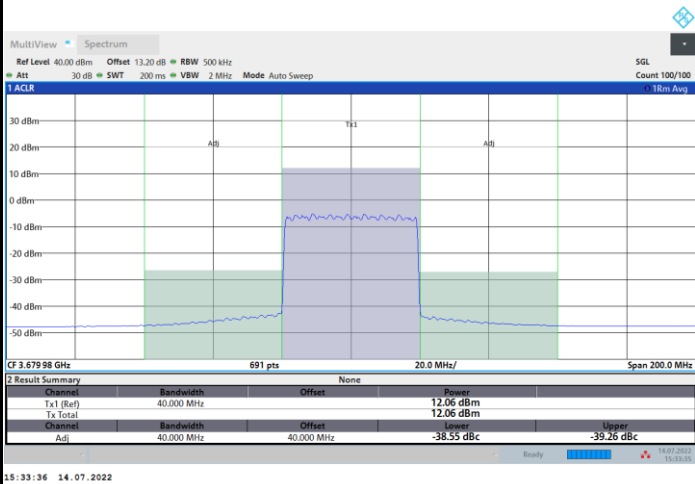 MultiView Spectrum
Ref Level 40.00 dBm Offset 13.20 dB RBW 500 kHz SGL
Att 30 dB SWT 200 ms VBW 2 MHz Mode Auto Sweep Count 100/100
1 ACLR 1Rm Avg
30 dBm
Tx1
20 dBm
Adj Adj
10 dBm
0 dBm
-10 dBm
-20 dBm
-30 dBm
-40 dBm
-50 dBm
CF 3.679 98 GHz 691 pts 20.0 MHz/ Span 200.0 MHz
2 Result Summary None
Channel Bandwidth Offset Power
Tx1 (Ref) 40.000 MHz 12.06 dBm
Tx Total 12.06 dBm
Channel Bandwidth Offset Lower Upper
Adj 40.000 MHz 40.000 MHz -38.55 dBc -39.26 dBc
Ready 14.07.2022
15:33:35
15:33:36 14.07.2022